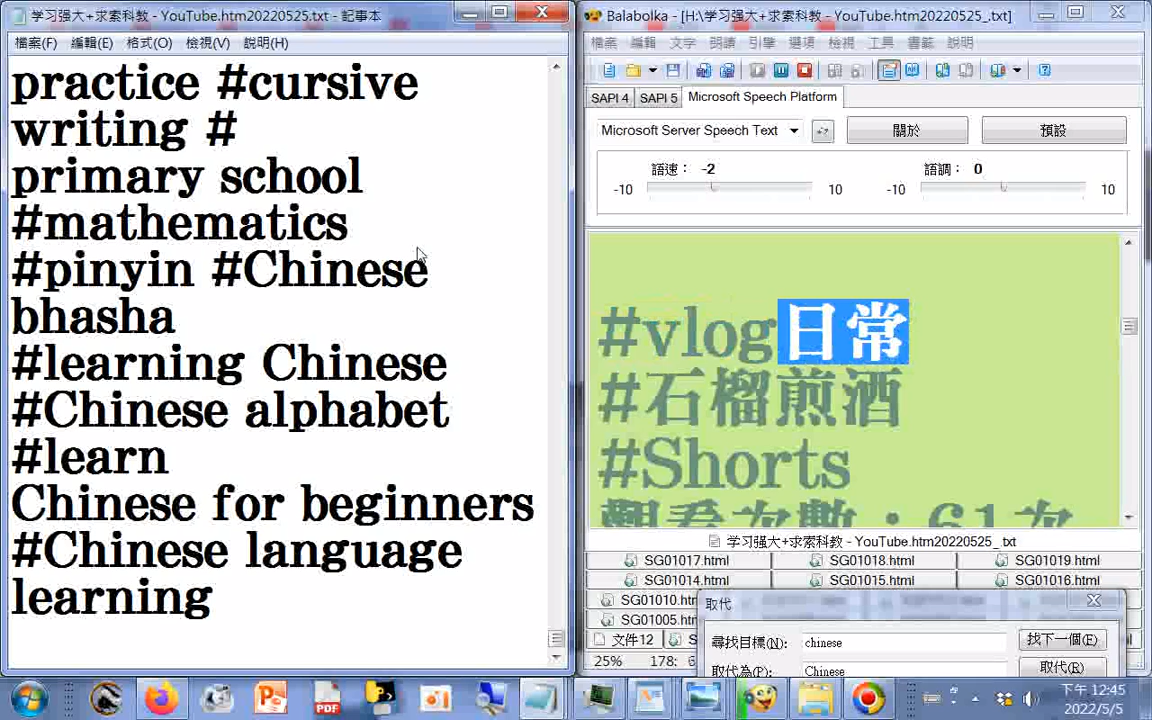 学习强大+求索科教 - YouTube.htm20220525.txt - 記事本
檔案(F) 編輯(E) 格式(O) 檢視(V) 說明(H)
practice #cursive
writing #
primary school
#mathematics
#pinyin #Chinese
bhasha
#learning Chinese
#Chinese alphabet
#learn
Chinese for beginners
#Chinese language
learning
Balabolka - [H:\学习强大+求索科教 - YouTube.htm20220525_.txt]
檔案 編輯 文字 朗讀 引擎 選項 檢視 工具 書籤 說明
SAPI 4 SAPI 5 Microsoft Speech Platform
Microsoft Server Speech Text 關於 預設
語速： -2 語調： 0
-10 10 -10 10
#vlog日常
#石榴煎酒
#Shorts
觀看次數：61次
学习强大+求索科教 - YouTube.htm20220525_.txt
SG01017.html SG01018.html SG01019.html
SG01014.html SG01015.html SG01016.html
SG01010.htm
SG01005.htm
文件12
25% 178:
取代
尋找目標(N): chinese 找下一個(F)
取代為(P): Chinese 取代(R)
下午 12:45
2022/5/5